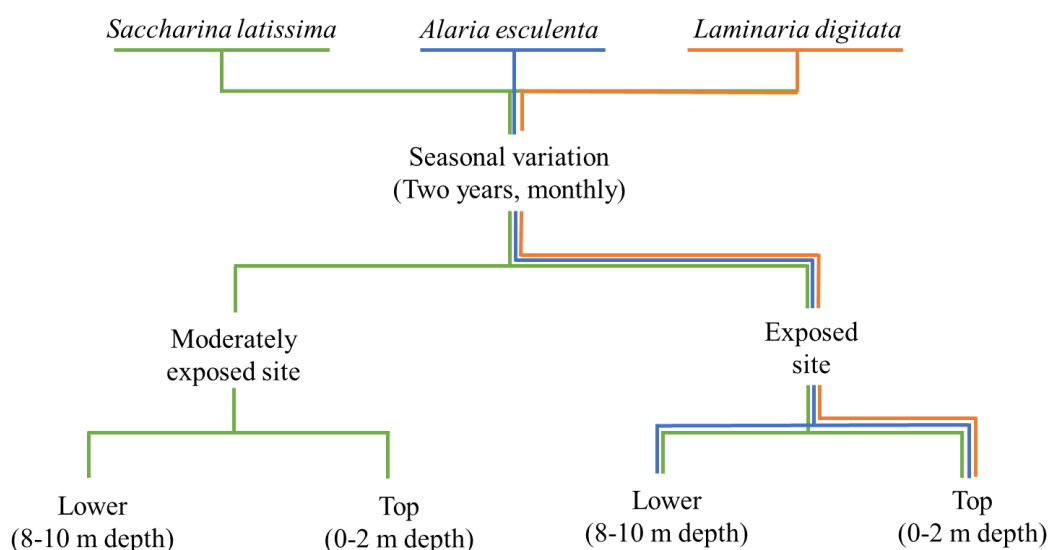 Saccharina latissima
Alaria esculenta
Laminaria digitata
Seasonal variation
(Two years, monthly)
Moderately
exposed site
Exposed
site
Lower
(8-10 m depth)
Top
(0-2 m depth)
Lower
(8-10 m depth)
Top
(0-2 m depth)